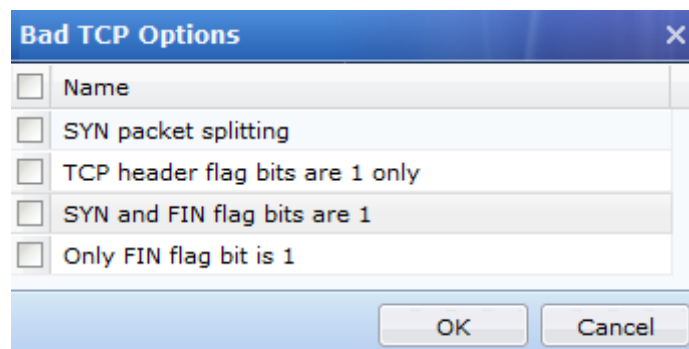 Bad TCP Options
Name
SYN packet splitting
TCP header flag bits are 1 only
SYN and FIN flag bits are 1
Only FIN flag bit is 1
OK Cancel